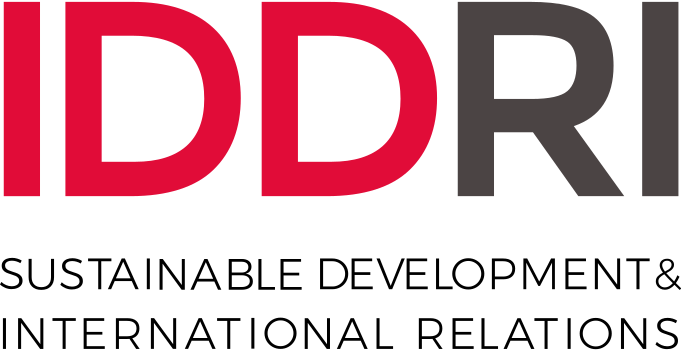 IDDRI
SUSTAINABLE DEVELOPMENT &
INTERNATIONAL RELATIONS